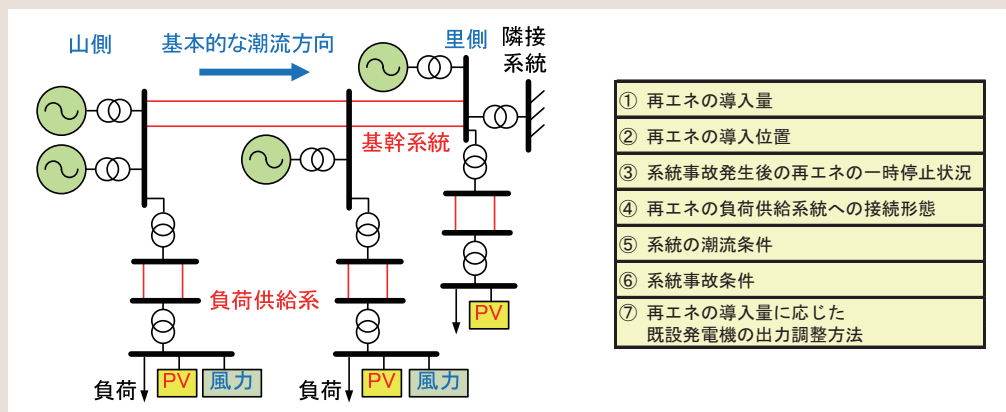 山側
基本的な潮流方向
里側
隣接
系統
基幹系統
負荷供給系
PV
負荷
PV
風力
負荷
PV
風力
① 再エネの導入量
② 再エネの導入位置
③ 系統事故発生後の再エネの一時停止状況
④ 再エネの負荷供給系統への接続形態
⑤ 系統の潮流条件
⑥ 系統事故条件
⑦ 再エネの導入量に応じた
既設発電機の出力調整方法